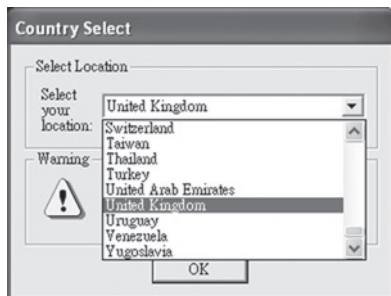 Country Select
Select Location
Select
your
location:
United Kingdom
Switzerland
Taiwan
Thailand
Turkey
United Arab Emirates
United Kingdom
Uruguay
Venezuela
Yugoslavia
Warning
OK